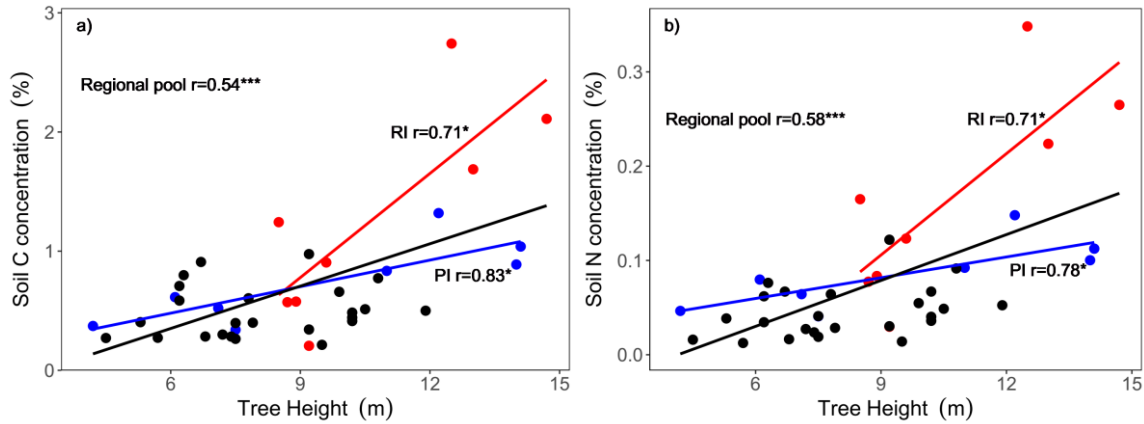 a)
Regional pool r=0.54***
RI r=0.71*
PI r=0.83*
Soil C concentration (%)
3
2
1
0
6 9 12 15
Tree Height (m)
b)
Regional pool r=0.58***
RI r=0.71*
PI r=0.78*
Soil N concentration (%)
0.3
0.2
0.1
0.0
6 9 12 15
Tree Height (m)